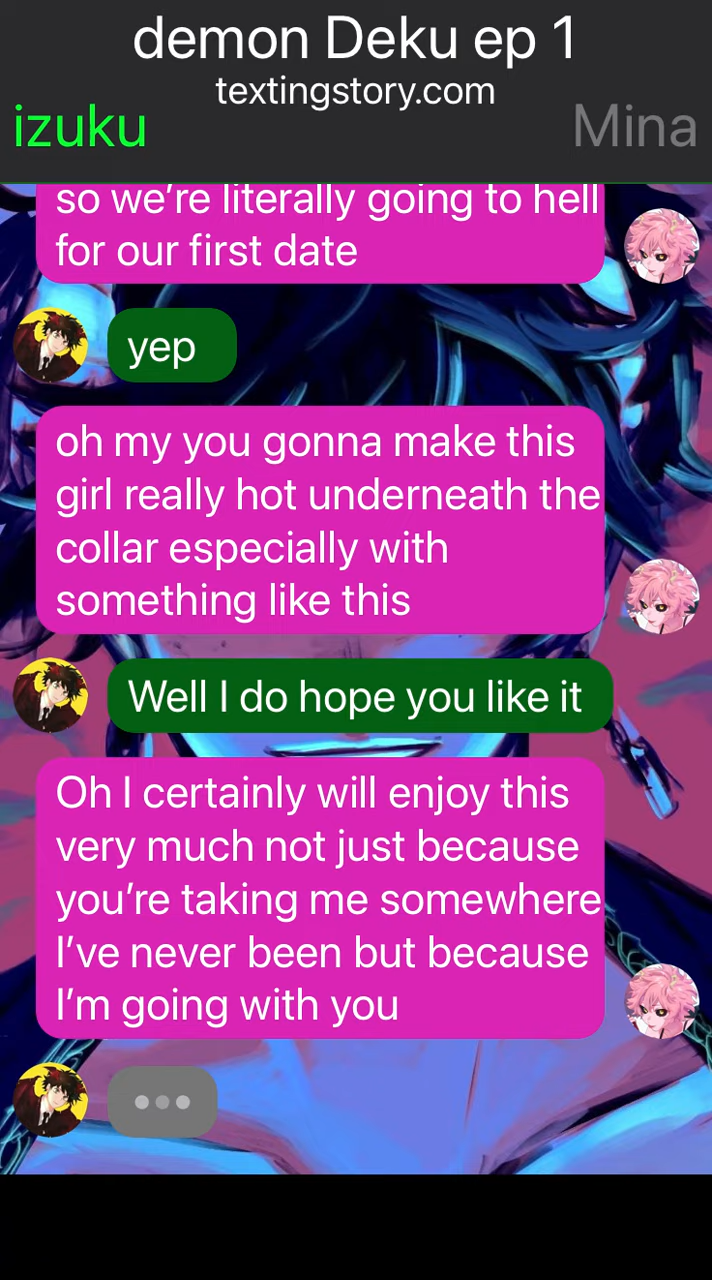 demon Deku ep 1
textingstory.com
izuku
Mina
so we’re literally going to hell
for our first date
yep
oh my you gonna make this
girl really hot underneath the
collar especially with
something like this
Well I do hope you like it
Oh I certainly will enjoy this
very much not just because
you’re taking me somewhere
I’ve never been but because
I’m going with you